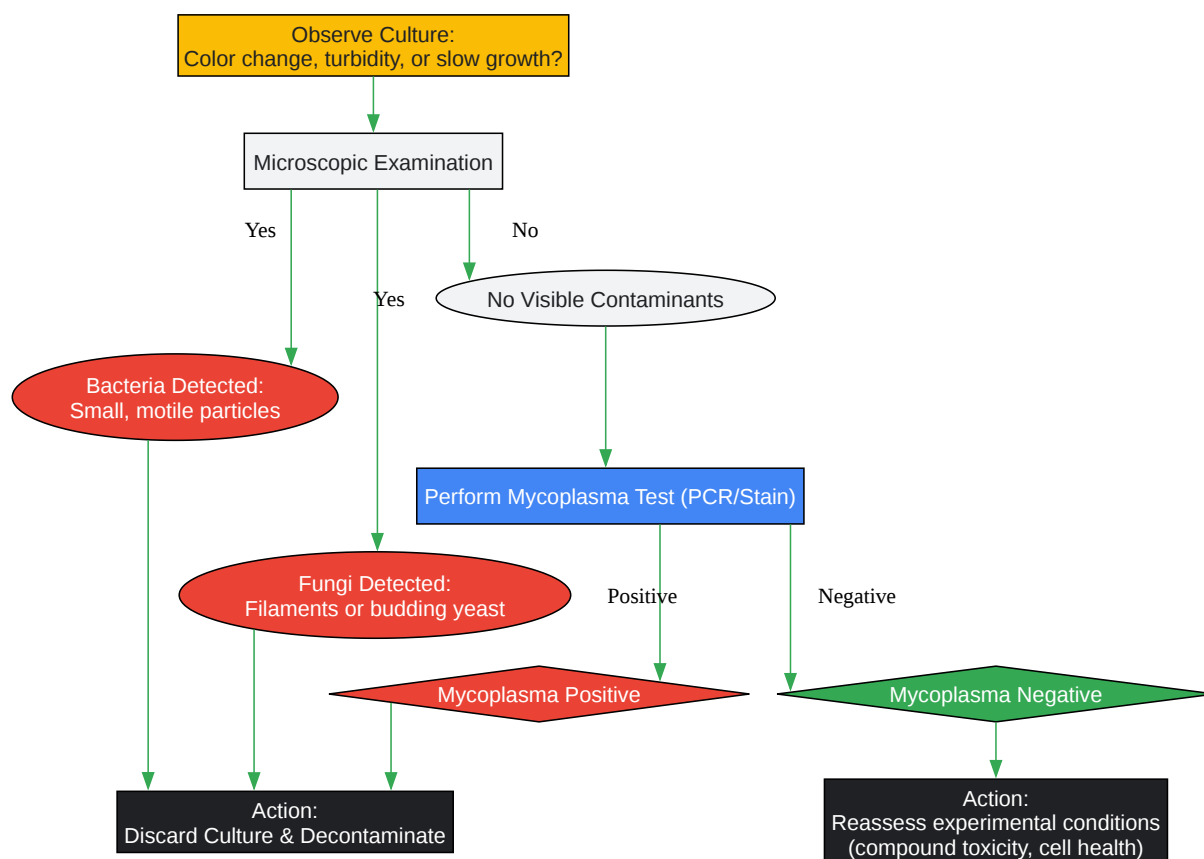 Observe Culture:
Color change, turbidity, or slow growth?
Microscopic Examination
Yes
No
Yes
No Visible Contaminants
Bacteria Detected:
Small, motile particles
Perform Mycoplasma Test (PCR/Stain)
Fungi Detected:
Filaments or budding yeast
Positive
Negative
Mycoplasma Positive
Mycoplasma Negative
Action:
Discard Culture & Decontaminate
Action:
Reassess experimental conditions
(compound toxicity, cell health)